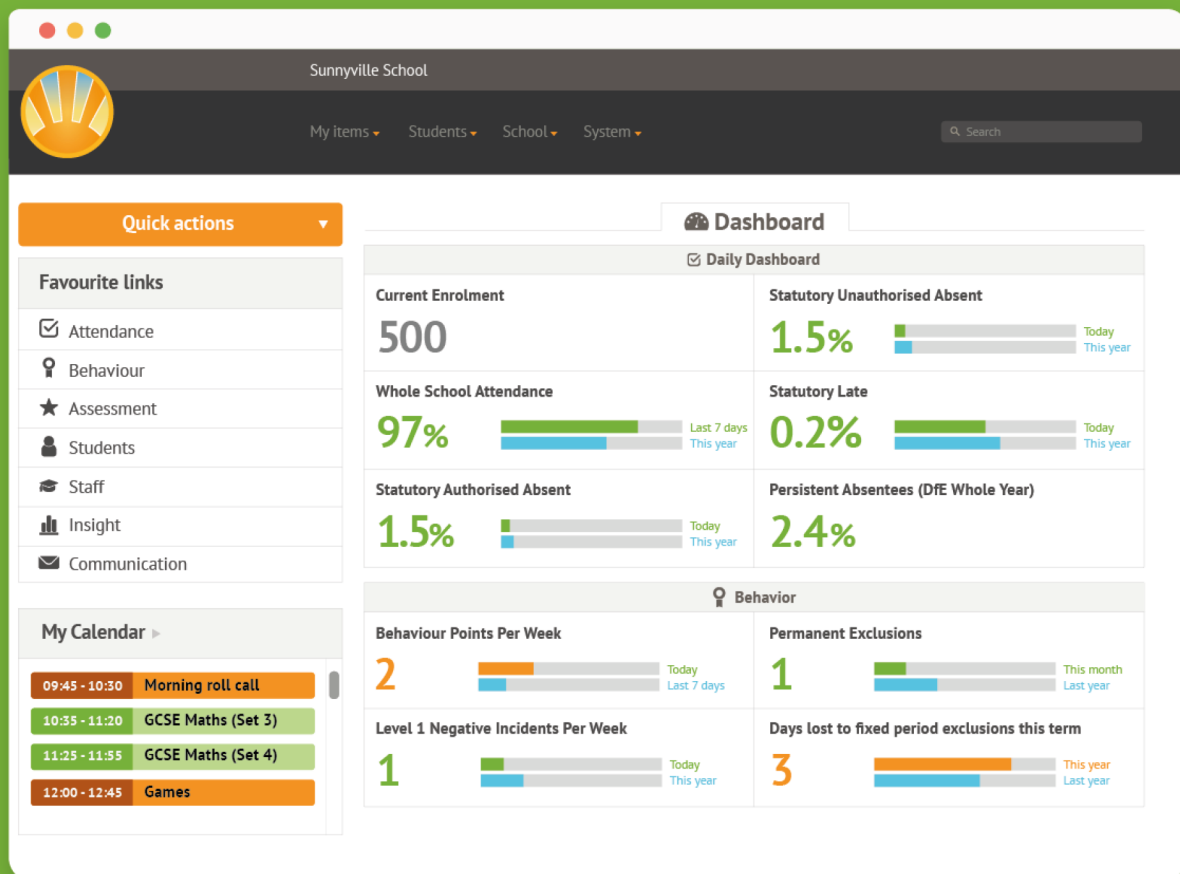 Sunnyville School
My items
Students
School
System
Search
Quick actions
Favourite links
Attendance
Behaviour
Assessment
Students
Staff
Insight
Communication
My Calendar
09:45 - 10:30 Morning roll call
10:35 - 11:20 GCSE Maths (Set 3)
11:25 - 11:55 GCSE Maths (Set 4)
12:00 - 12:45 Games
Dashboard
Daily Dashboard
Current Enrolment
500
Statutory Unauthorised Absent
1.5%
Today
This year
Whole School Attendance
97%
Last 7 days
This year
Statutory Late
0.2%
Today
This year
Statutory Authorised Absent
1.5%
Today
This year
Persistent Absentees (DfE Whole Year)
2.4%
Behavior
Behaviour Points Per Week
2
Today
Last 7 days
Permanent Exclusions
1
This month
Last year
Level 1 Negative Incidents Per Week
1
Today
This year
Days lost to fixed period exclusions this term
3
This year
Last year